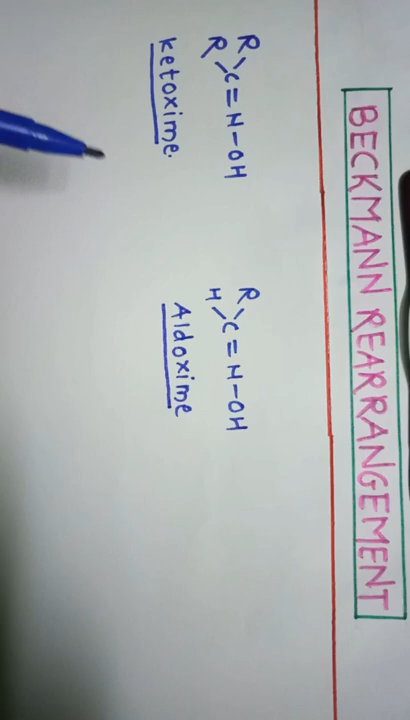 BECKMANN REARRANGEMENT
R
R
C=N-OH
Ketoxime.
R
H
C=N-OH
Aldoxime